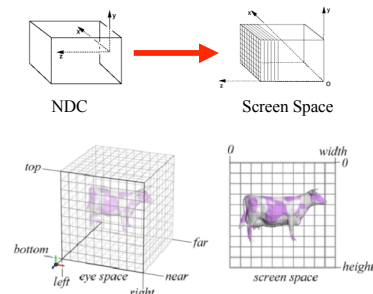 y
x
z
y
x
z
O
NDC
Screen Space
top
bottom
left
eye space
right
near
far
0
width
0
height
screen space